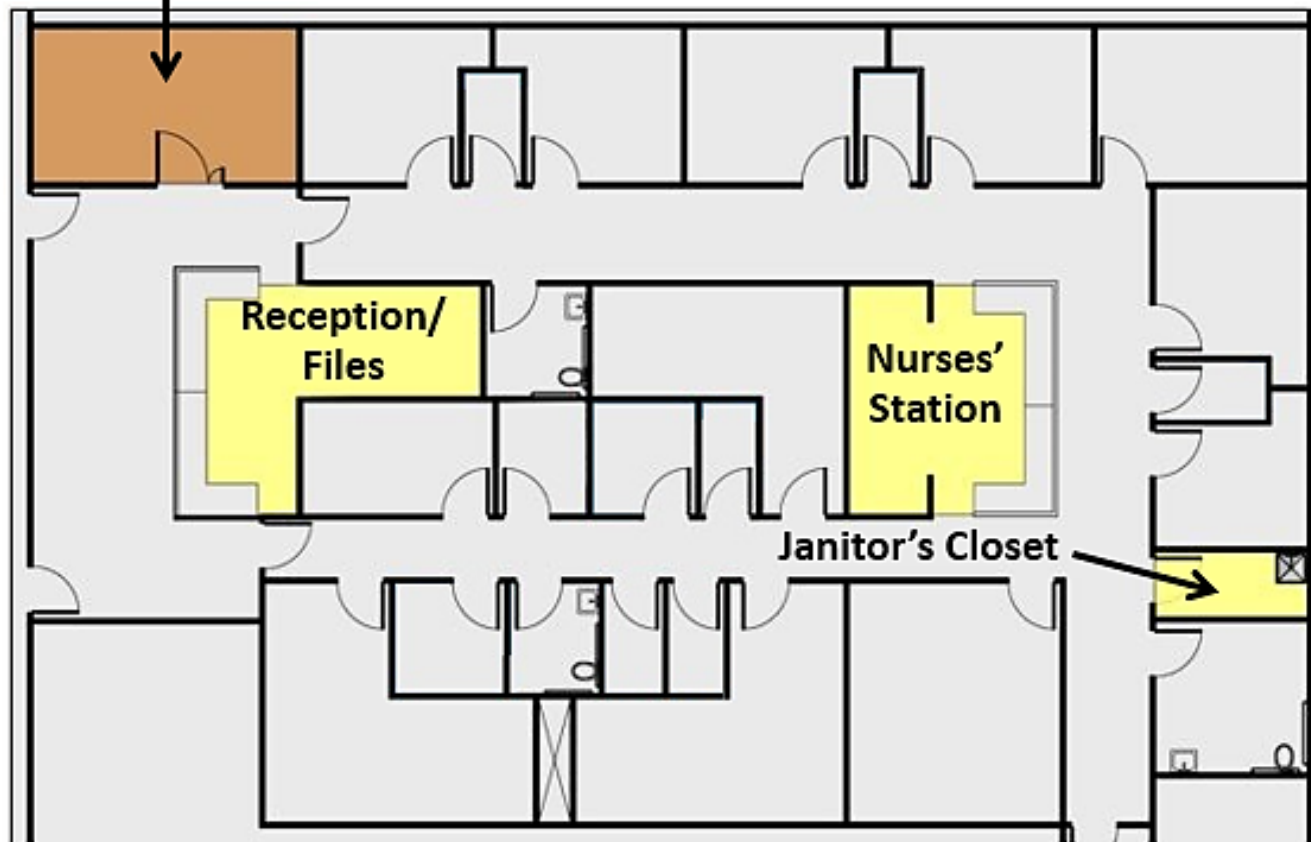 Reception/
Files
Nurses’
Station
Janitor’s Closet